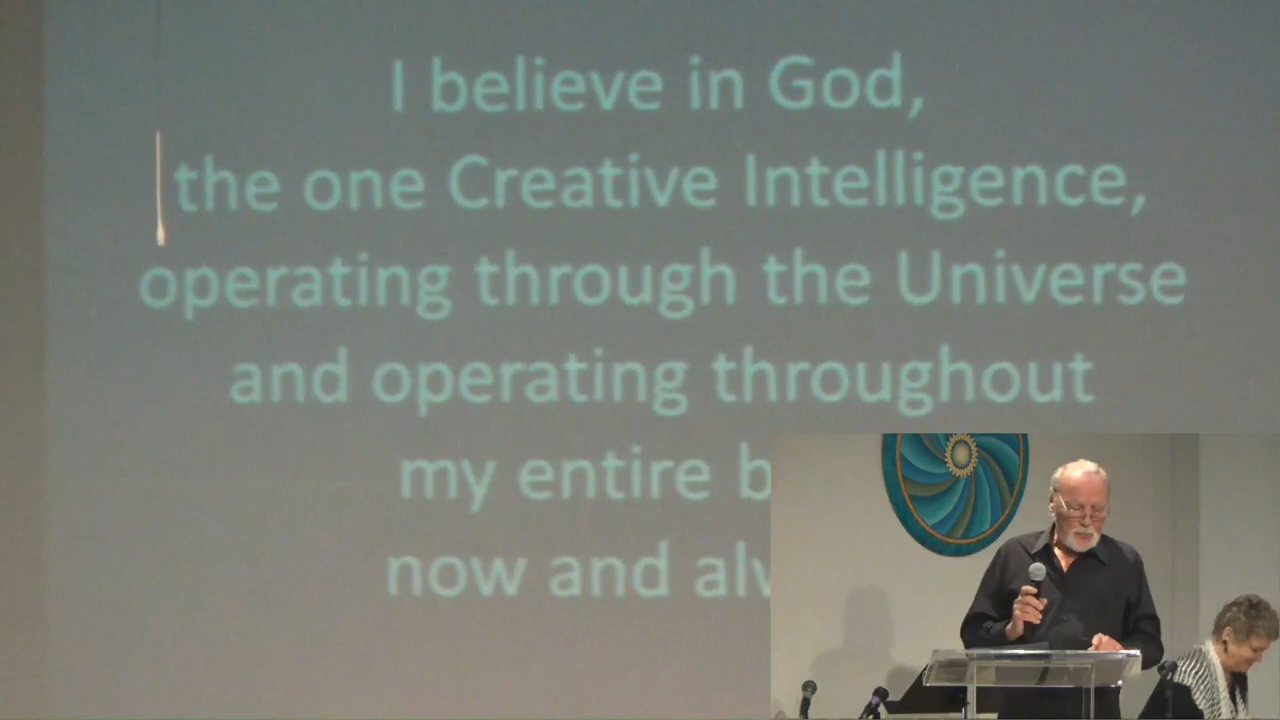 I believe in God,
the one Creative Intelligence,
operating through the Universe
and operating throughout
my entire
now and